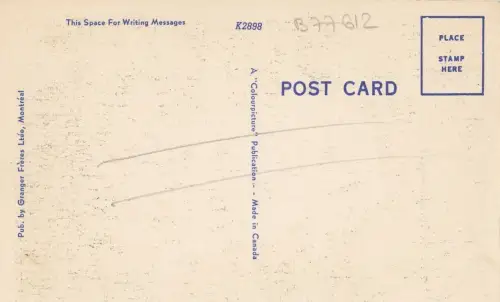 This Space For Writing Messages
K2898
B77612
PLACE
STAMP
HERE
POST CARD
Pub. by Granger Frères Ltée, Montréal
A "Colourpicture" Publication - - Made in Canada